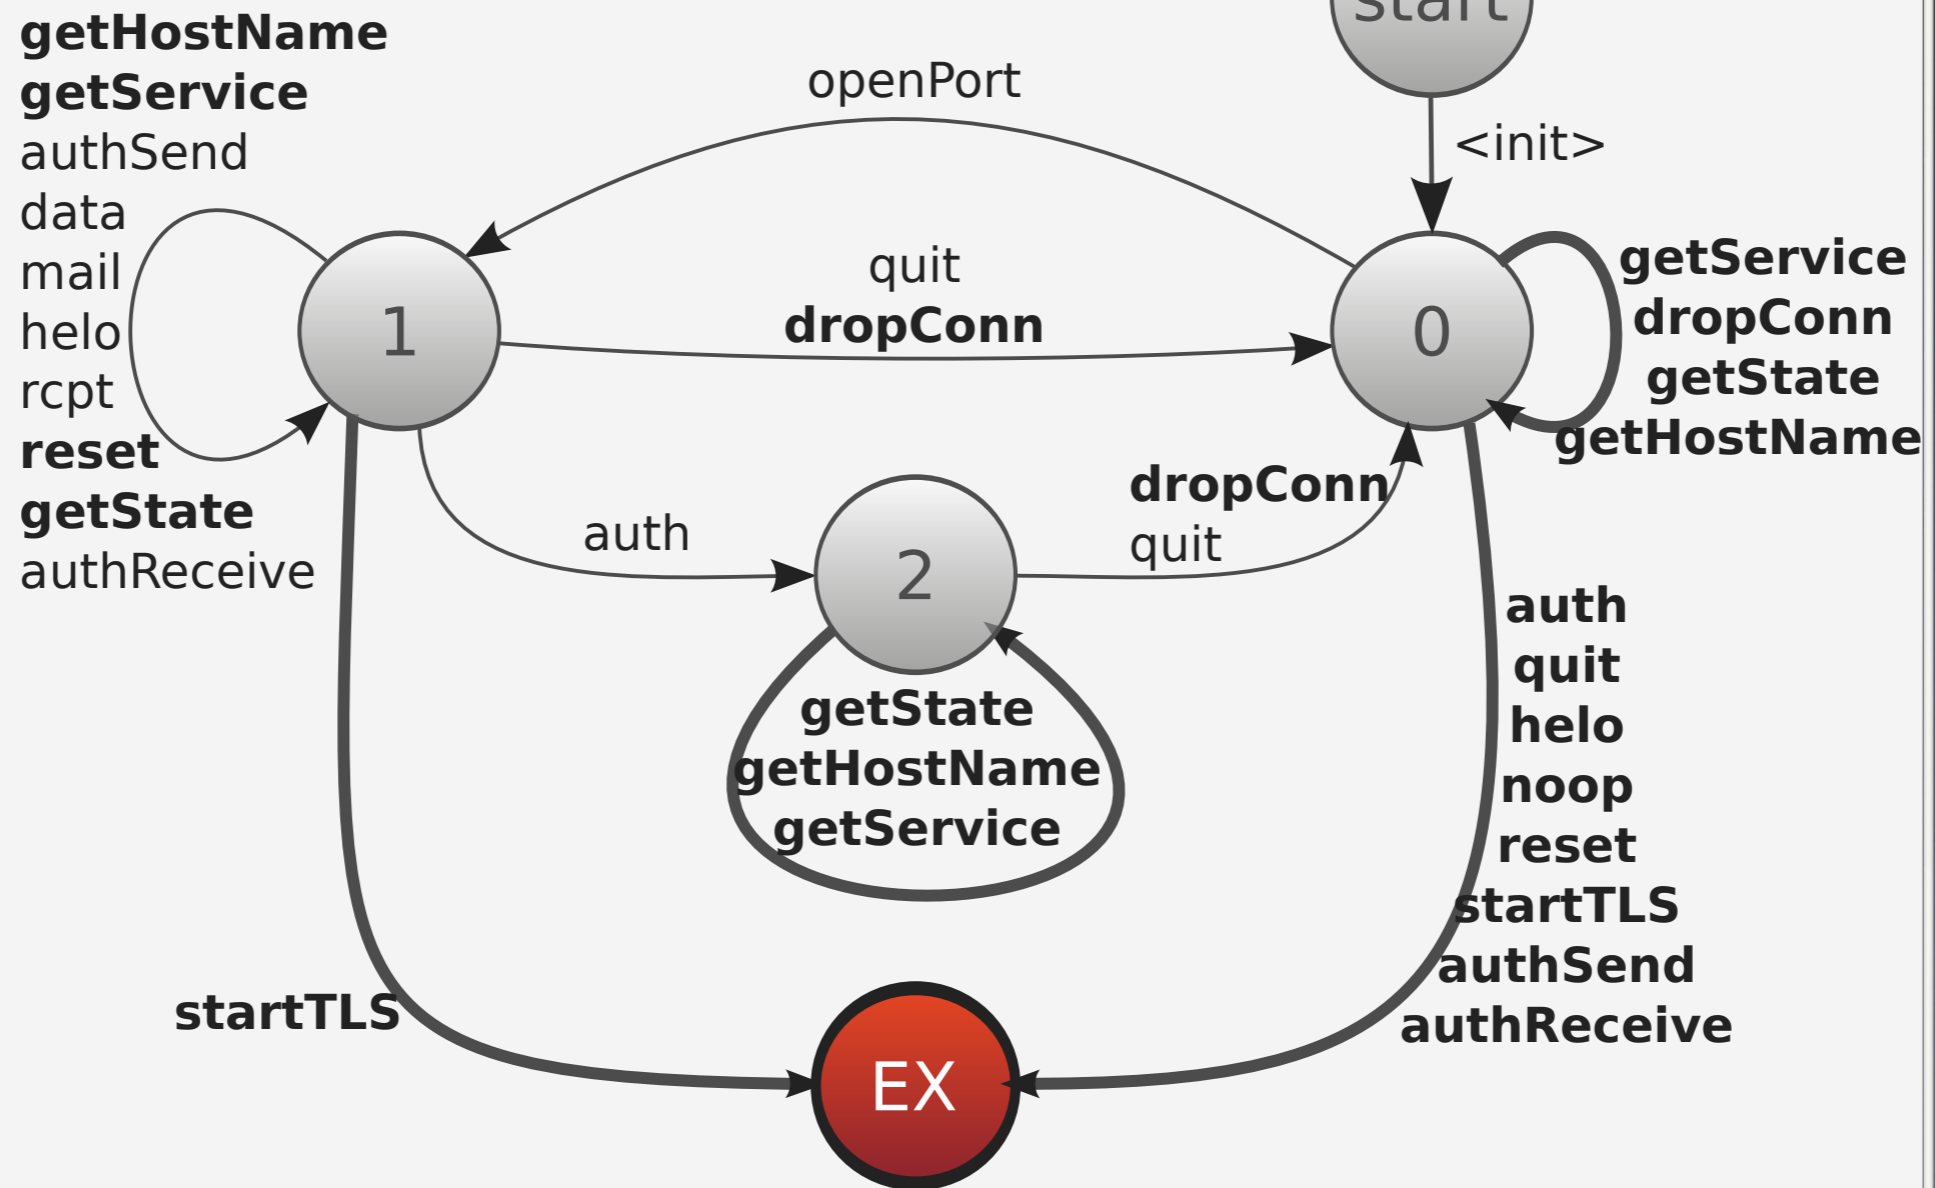 getHostName
getService
authSend
data
mail
helo
rcpt
reset
getState
authReceive
start
openPort
<init>
quit
dropConn
1
0
getService
dropConn
getState
getHostName
auth
2
dropConn
quit
getState
getHostName
getService
auth
quit
helo
noop
reset
startTLS
authSend
authReceive
startTLS
EX